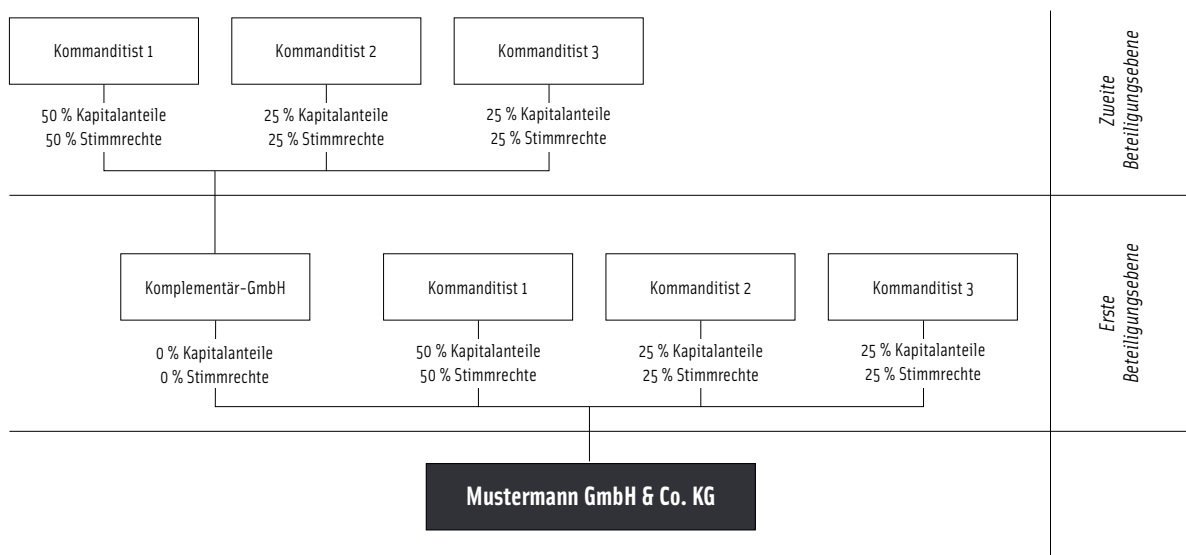 Kommanditist 1
Kommanditist 2
Kommanditist 3
50 % Kapitalanteile
50 % Stimmrechte
25 % Kapitalanteile
25 % Stimmrechte
25 % Kapitalanteile
25 % Stimmrechte
Zweite
Beteiligungsebene
Komplementär-GmbH
Kommanditist 1
Kommanditist 2
Kommanditist 3
0 % Kapitalanteile
0 % Stimmrechte
50 % Kapitalanteile
50 % Stimmrechte
25 % Kapitalanteile
25 % Stimmrechte
25 % Kapitalanteile
25 % Stimmrechte
Erste
Beteiligungsebene
Mustermann GmbH & Co. KG